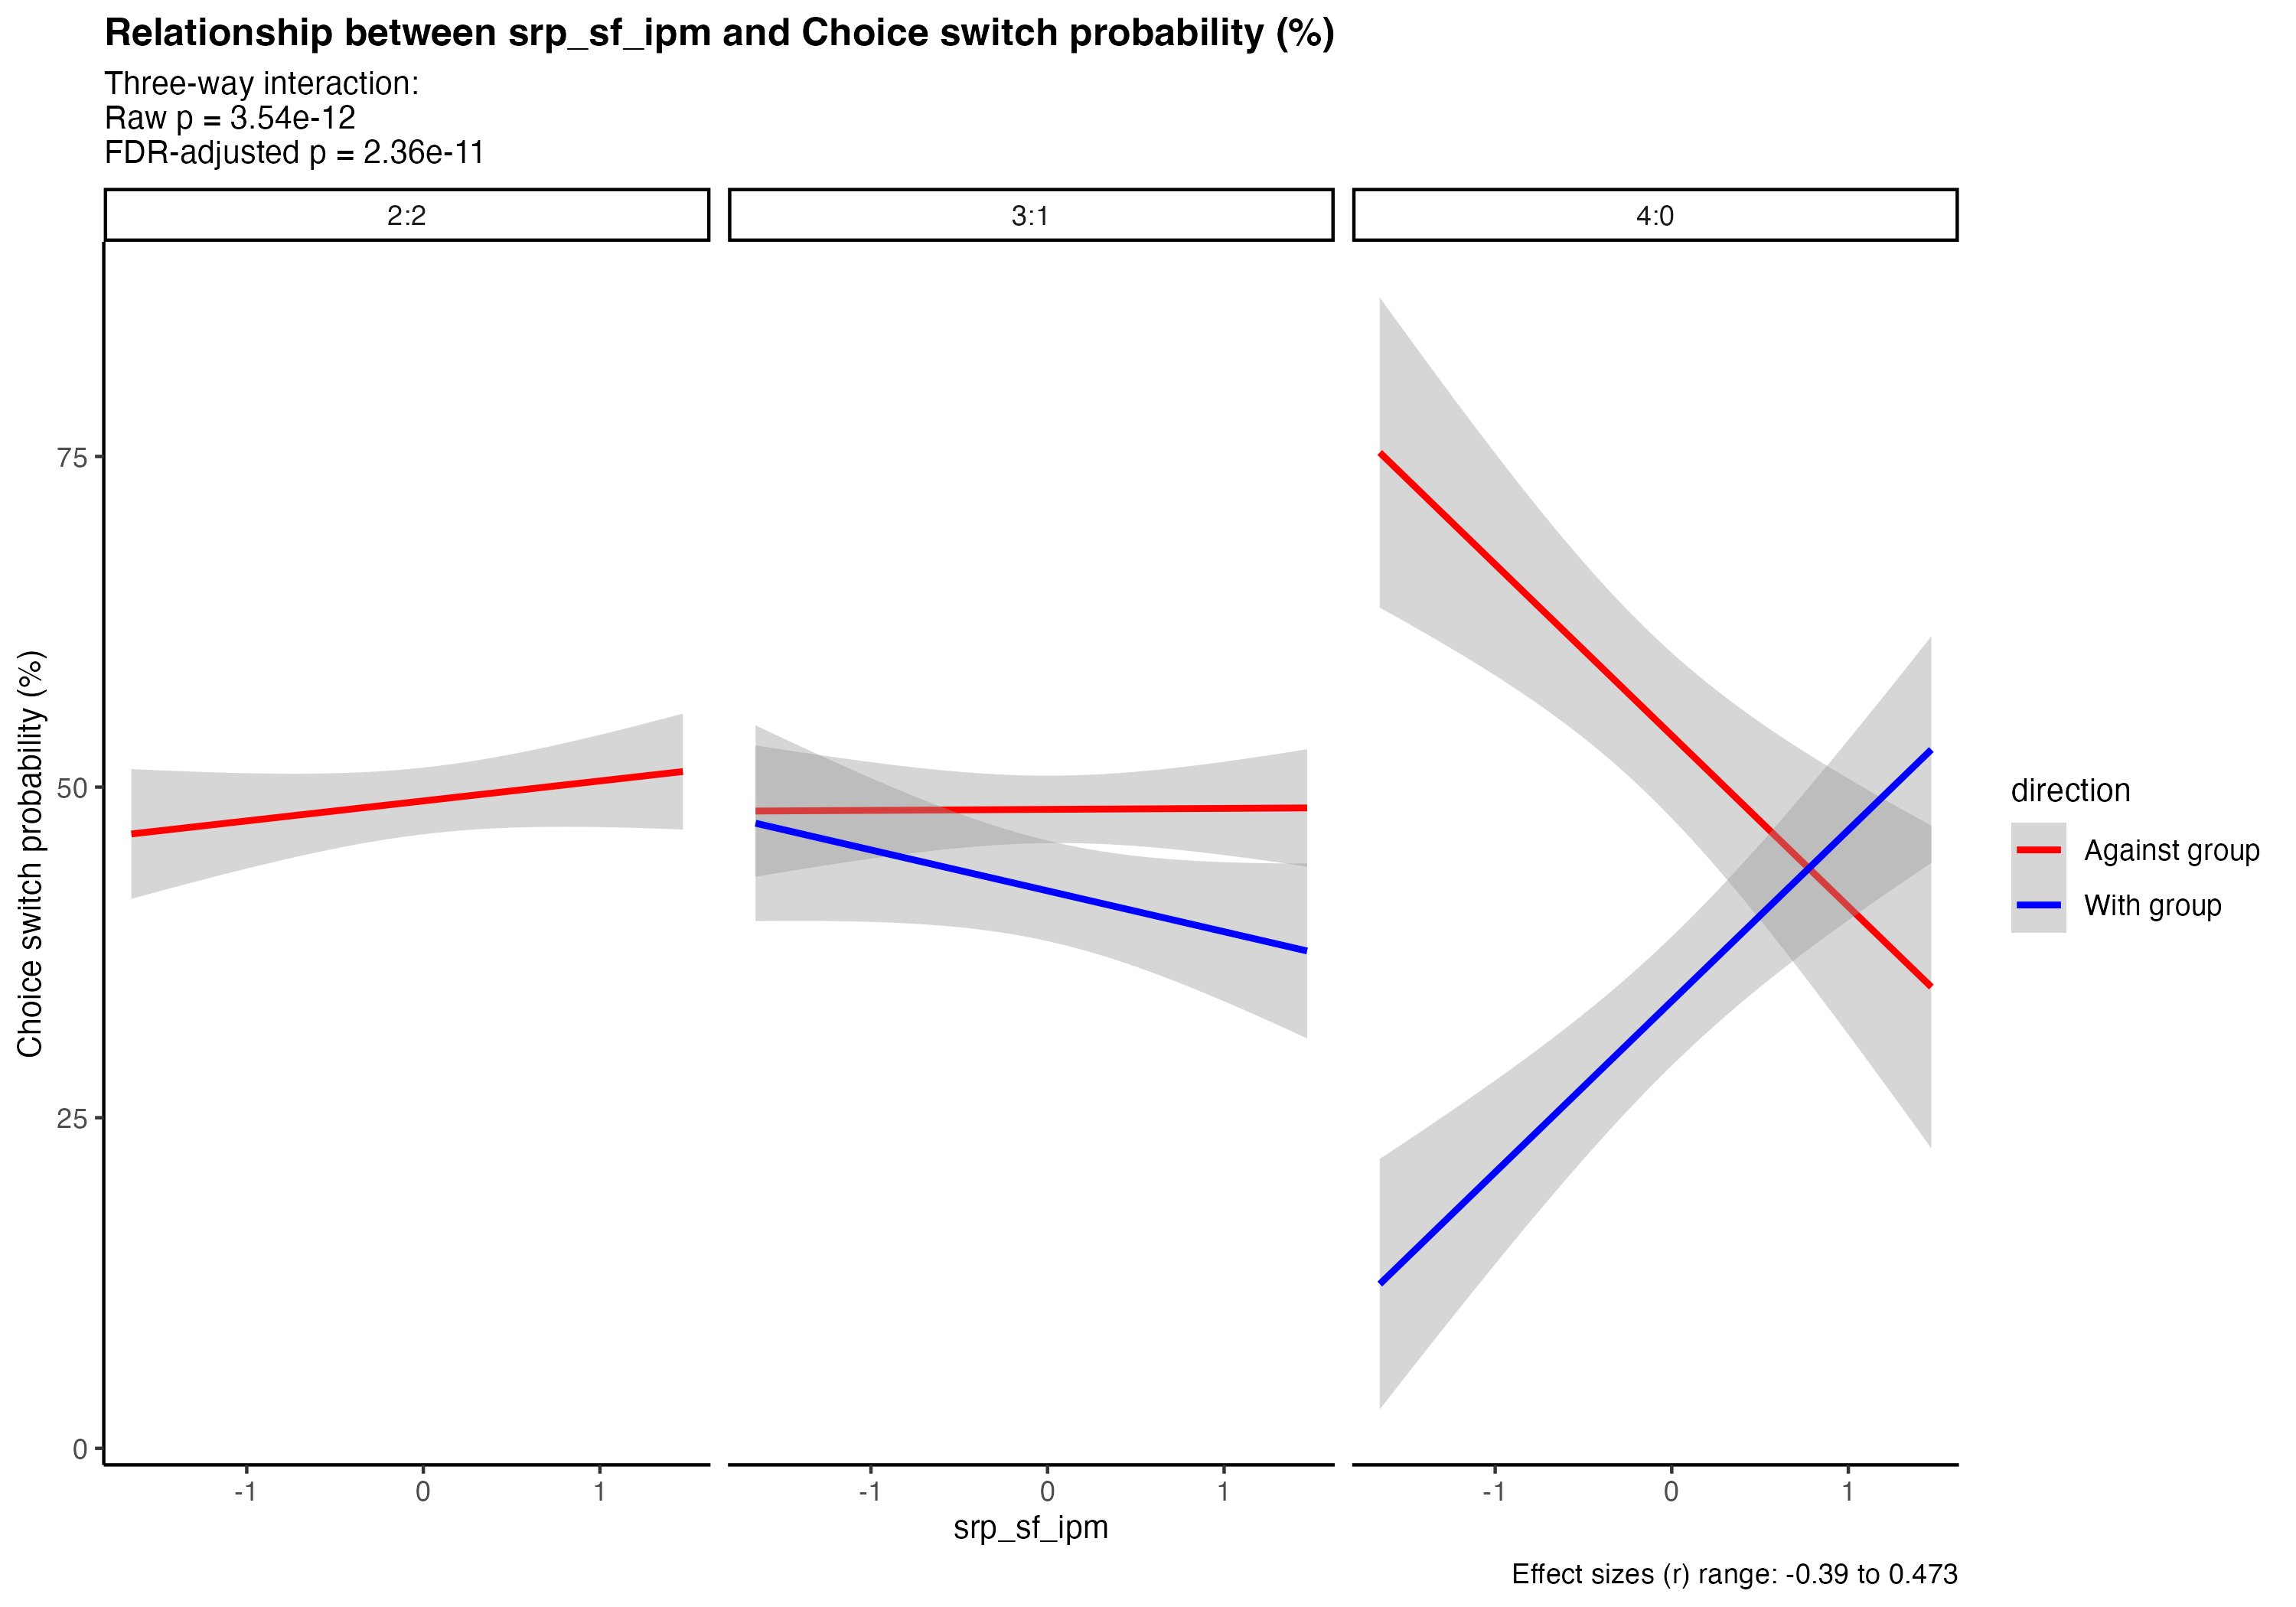 Relationship between srp_sf_ipm and Choice switch probability (%)
Three-way interaction:
Raw p = 3.54e-12
FDR-adjusted p = 2.36e-11
2:2
3:1
4:0
Choice switch probability (%)
75
50
25
0
-1
0
1
-1
0
1
-1
0
1
srp_sf_ipm
direction
Against group
With group
Effect sizes (r) range: -0.39 to 0.473